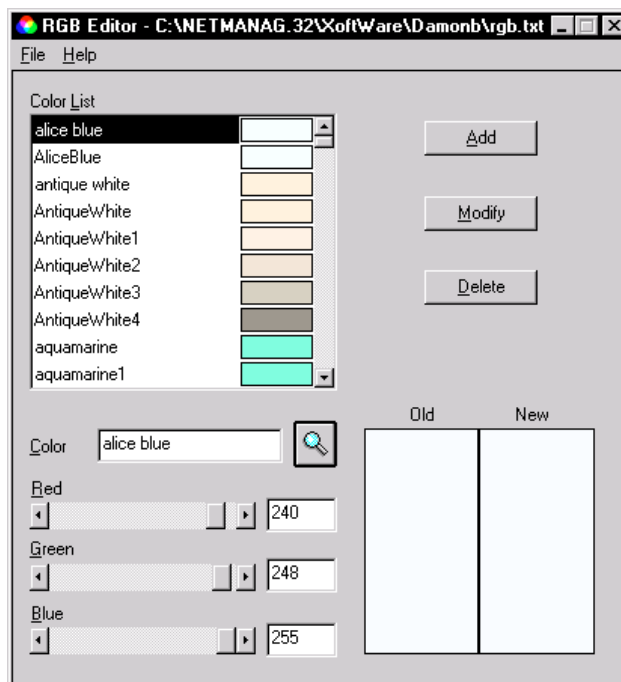 RGB Editor - C:\NETMANAG.32\XoftWare\Damonb\rgb.txt
File Help
Color List
alice blue
AliceBlue
antique white
AntiqueWhite
AntiqueWhite1
AntiqueWhite2
AntiqueWhite3
AntiqueWhite4
aquamarine
aquamarine1
Add
Modify
Delete
Color alice blue
Red
240
Green
248
Blue
255
Old New